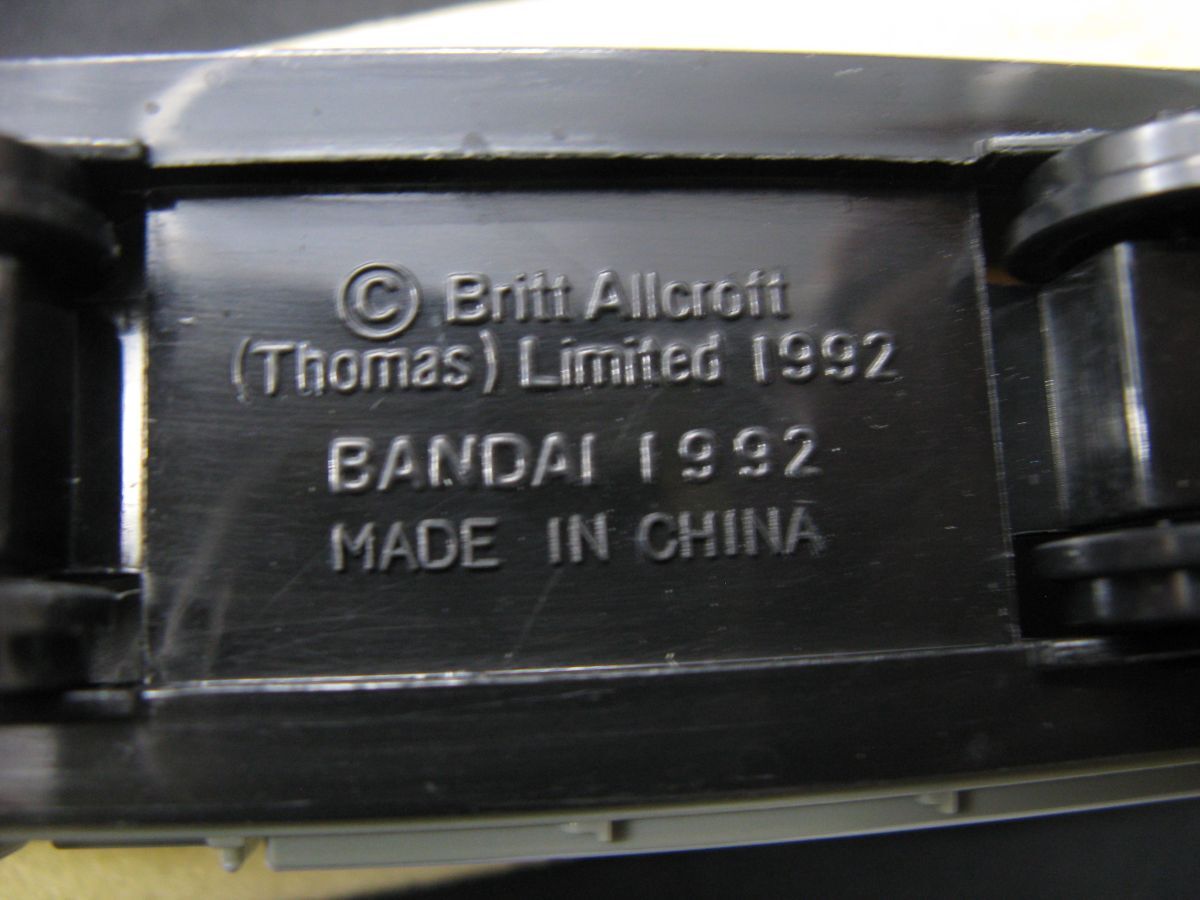 © Britt Allcroft
(Thomas) Limited 1992
BANDAI 1992
MADE IN CHINA